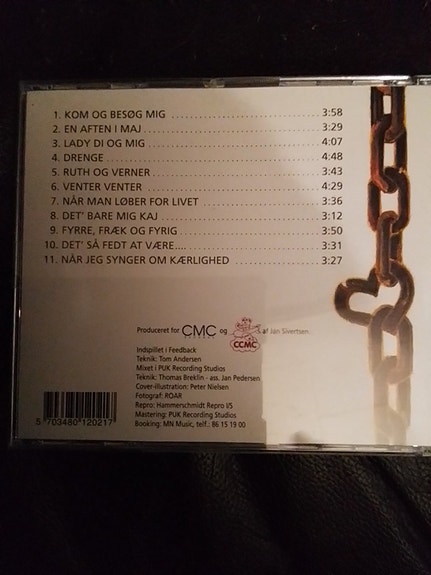 1. KOM OG BESØG MIG 3:58
2. EN AFTEN I MAJ 3:29
3. LADY DI OG MIG 4:07
4. DRENGE 4:48
5. RUTH OG VERNER 3:43
6. VENTER VENTER 4:29
7. NÅR MAN LØBER FOR LIVET 3:36
8. DET' BARE MIG KAJ 3:12
9. FYRRE, FRÆK OG FYRIG 3:50
10. DET' SÅ FEDT AT VÆRE.... 3:31
11. NÅR JEG SYNGER OM KÆRLIGHED 3:27
Produceret for CMC og CCMC af Jan Sivertsen
Indspillet i Feedback
Teknik: Tom Andersen
Mixet i PUK Recording Studios
Teknik: Thomas Breklin - ass. Jan Pedersen
Cover-illustration: Peter Nielsen
Fotograf: ROAR
Repro: Hammerschmidt Repro I/S
Mastering: PUK Recording Studios
Booking: MN Music, telf.: 86 15 19 00
5 703480 120217